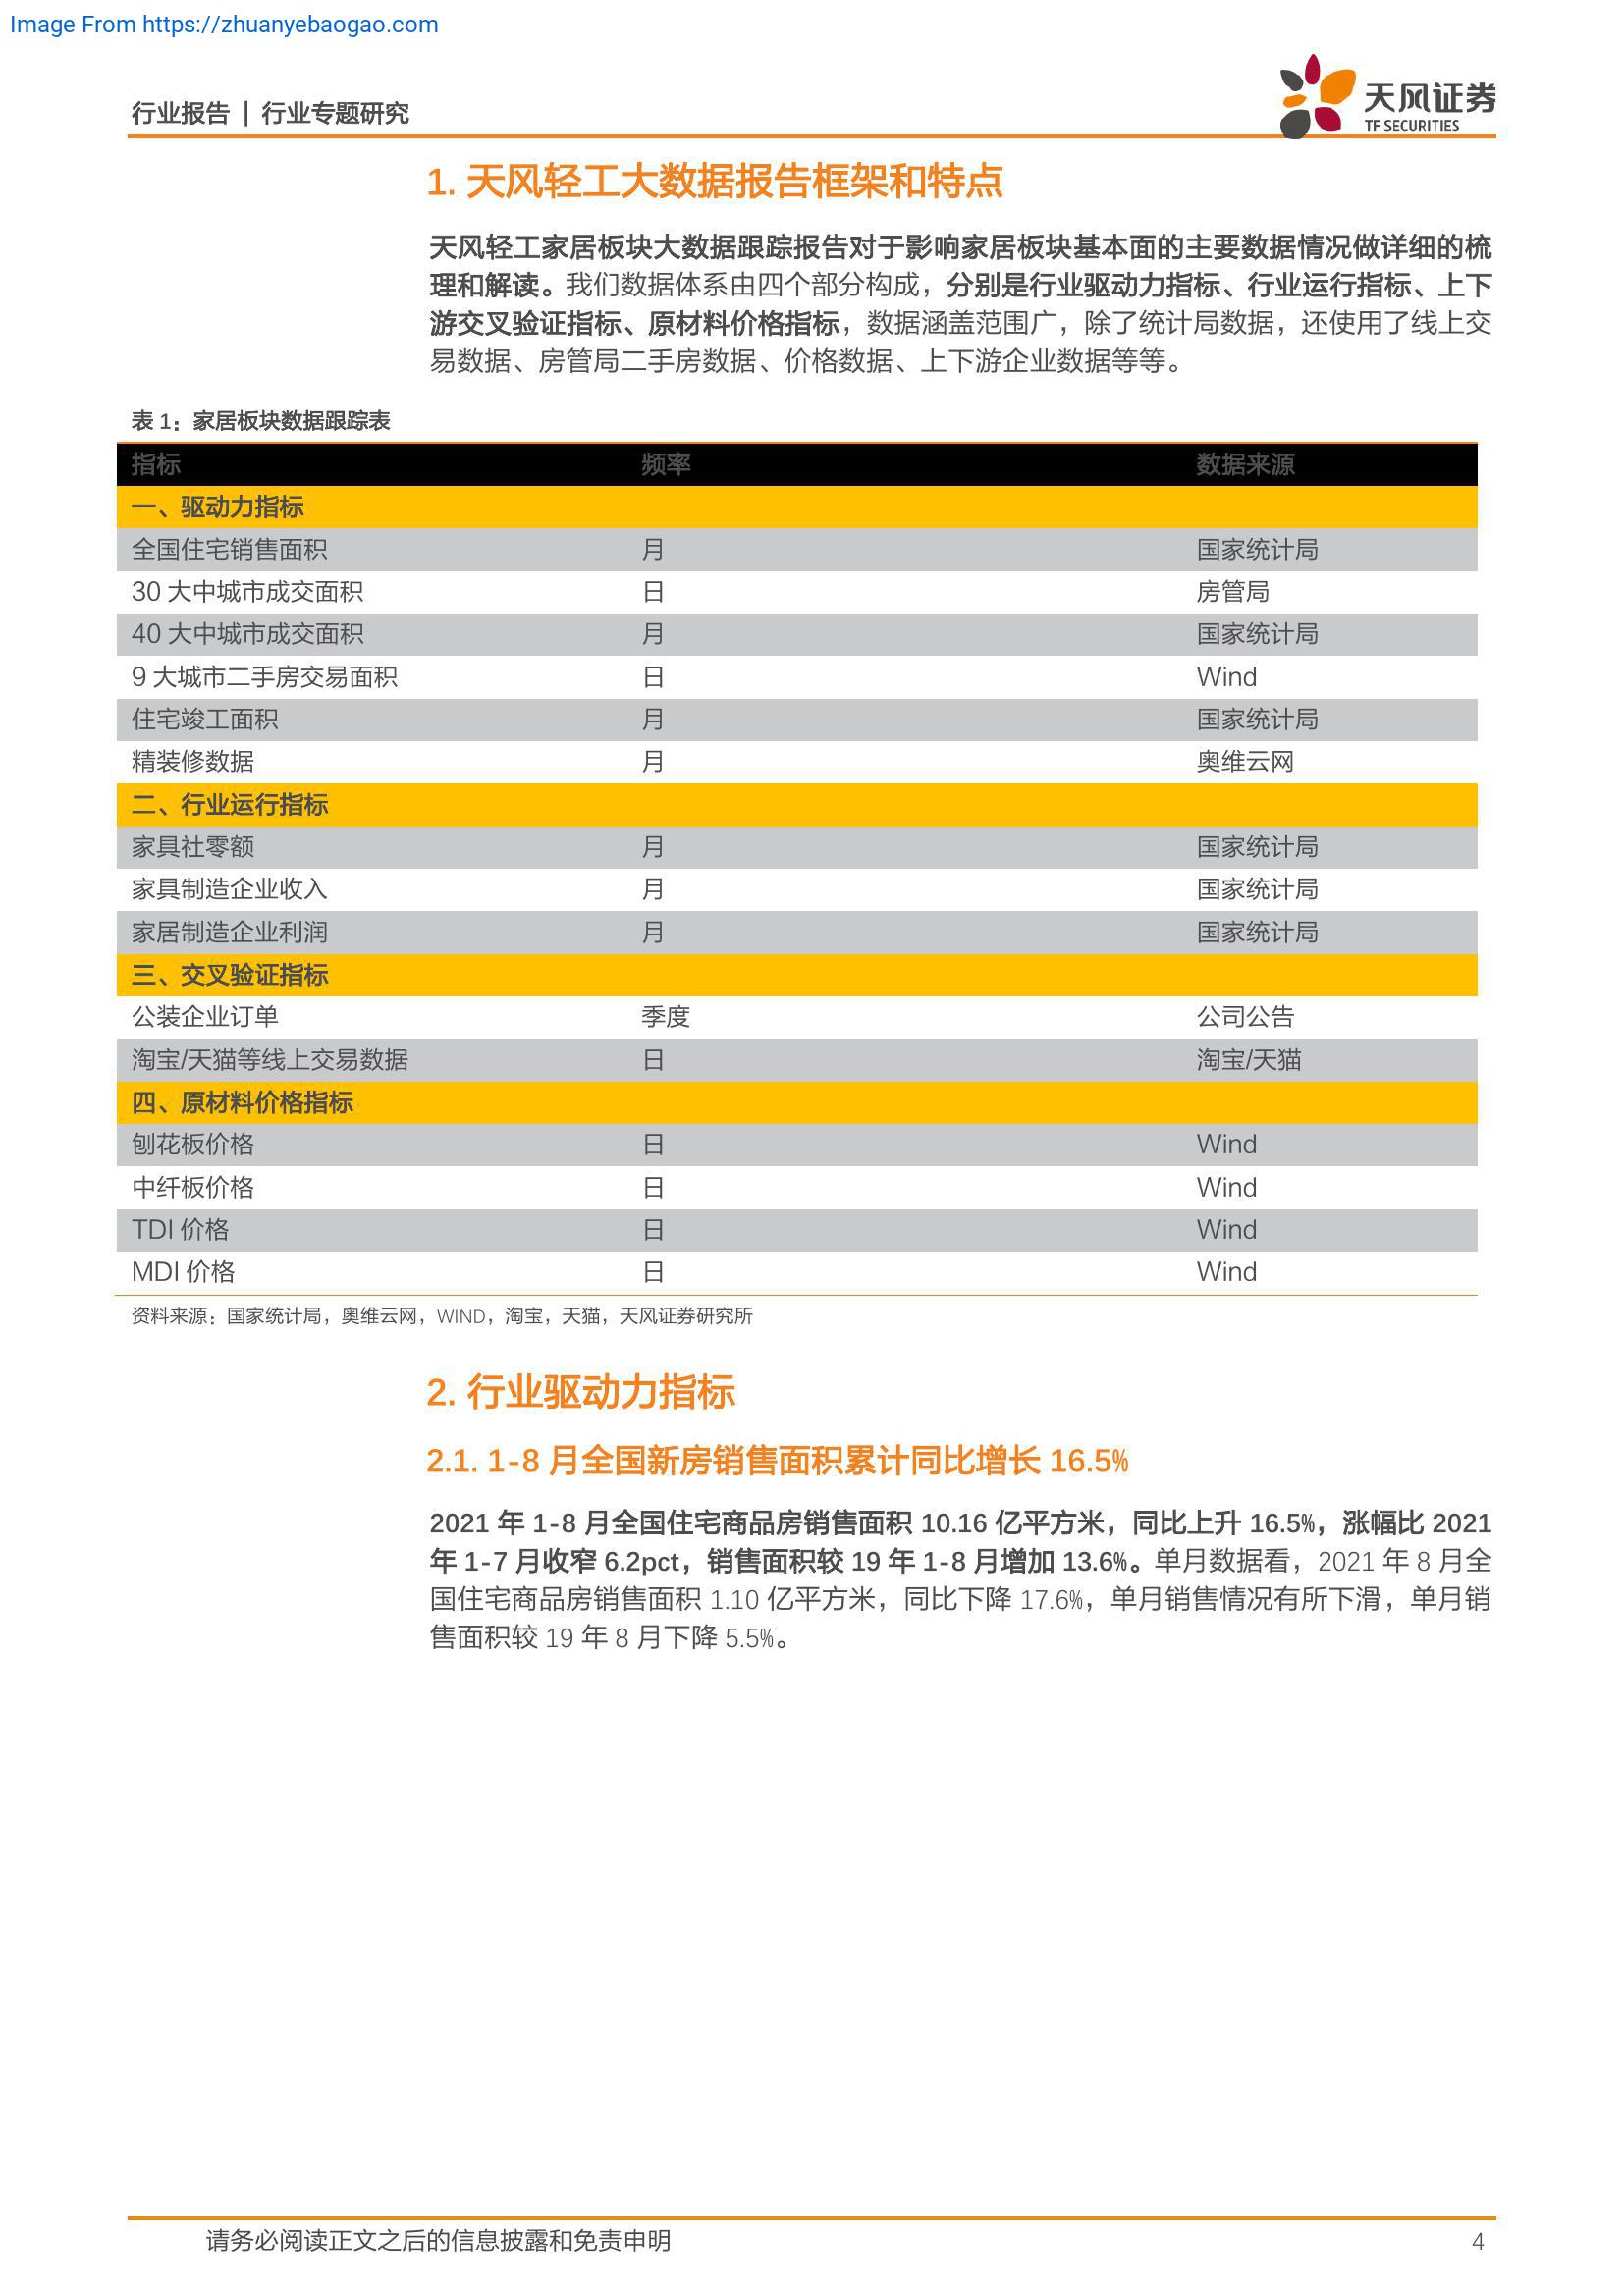 Image From https://zhuanyebaogao.com
行业报告 | 行业专题研究
天风证券
TF SECURITIES
1. 天风轻工大数据报告框架和特点
天风轻工家居板块大数据跟踪报告对于影响家居板块基本面的主要数据情况做详细的梳
理和解读。我们数据体系由四个部分构成，分别是行业驱动力指标、行业运行指标、上下
游交叉验证指标、原材料价格指标，数据涵盖范围广，除了统计局数据，还使用了线上交
易数据、房管局二手房数据、价格数据、上下游企业数据等等。
表 1：家居板块数据跟踪表
指标 频率 数据来源
一、驱动力指标
全国住宅销售面积 月 国家统计局
30 大中城市成交面积 日 房管局
40 大中城市成交面积 月 国家统计局
9 大城市二手房交易面积 日 Wind
住宅竣工面积 月 国家统计局
精装修数据 月 奥维云网
二、行业运行指标
家具社零额 月 国家统计局
家具制造企业收入 月 国家统计局
家居制造企业利润 月 国家统计局
三、交叉验证指标
公装企业订单 季度 公司公告
淘宝/天猫等线上交易数据 日 淘宝/天猫
四、原材料价格指标
刨花板价格 日 Wind
中纤板价格 日 Wind
TDI 价格 日 Wind
MDI 价格 日 Wind
资料来源：国家统计局，奥维云网，WIND，淘宝，天猫，天风证券研究所
2. 行业驱动力指标
2.1. 1-8 月全国新房销售面积累计同比增长 16.5%
2021 年 1-8 月全国住宅商品房销售面积 10.16 亿平方米，同比上升 16.5%，涨幅比 2021
年 1-7 月收窄 6.2pct，销售面积较 19 年 1-8 月增加 13.6%。单月数据看，2021 年 8 月全
国住宅商品房销售面积 1.10 亿平方米，同比下降 17.6%，单月销售情况有所下滑，单月销
售面积较 19 年 8 月下降 5.5%。
请务必阅读正文之后的信息披露和免责申明 4